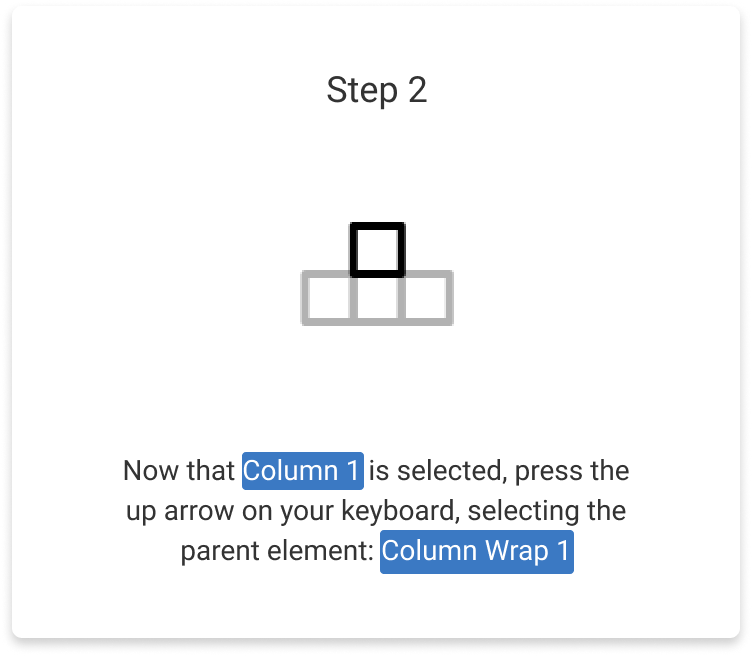 Step 2
Now that Column 1 is selected, press the
up arrow on your keyboard, selecting the
parent element: Column Wrap 1